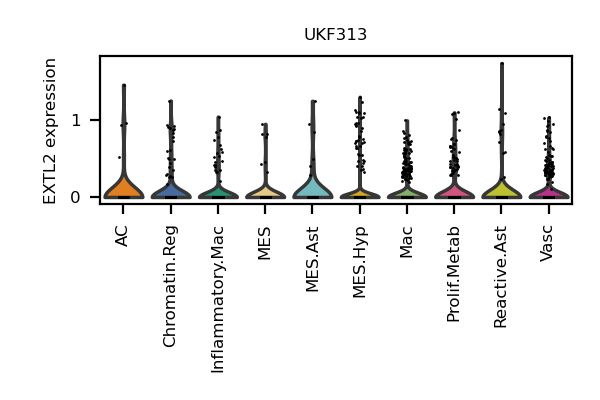 UKF313
EXTL2 expression
1
0
AC
Chromatin.Reg
Inflammatory.Mac
MES
MES.Ast
MES.Hyp
Mac
Prolif.Metab
Reactive.Ast
Vasc